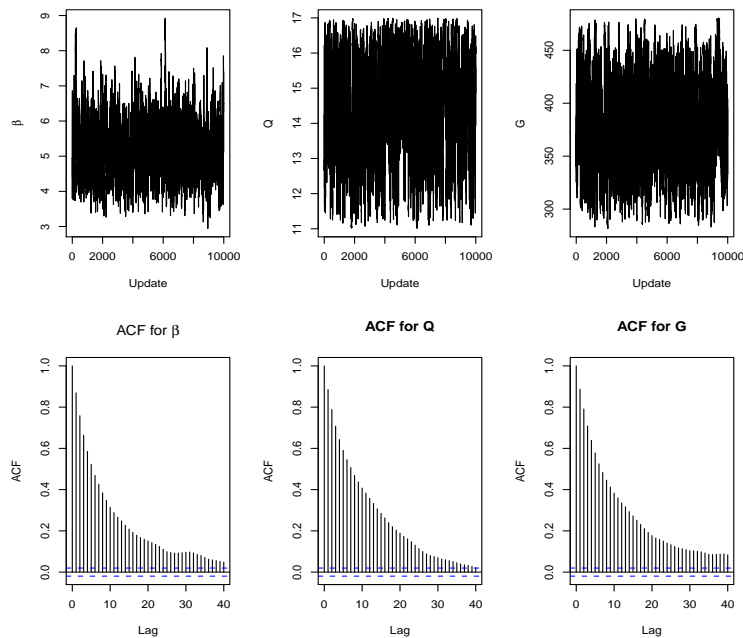 β
9
8
7
6
5
4
3
0 2000 6000 10000
Update
Q
17
16
15
14
13
12
11
0 2000 6000 10000
Update
G
450
400
350
300
0 2000 6000 10000
Update
ACF for β
ACF
1.0
0.8
0.6
0.4
0.2
0.0
0 10 20 30 40
Lag
ACF for Q
ACF
1.0
0.8
0.6
0.4
0.2
0.0
0 10 20 30 40
Lag
ACF for G
ACF
1.0
0.8
0.6
0.4
0.2
0.0
0 10 20 30 40
Lag